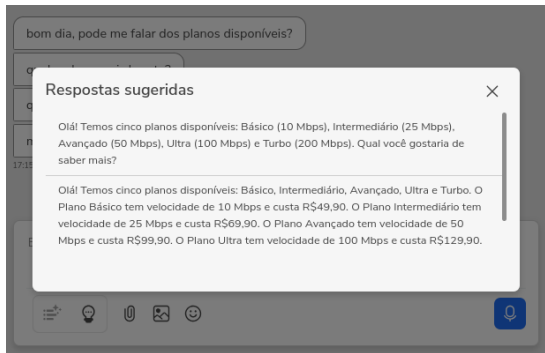 bom dia, pode me falar dos planos disponíveis?
Respostas sugeridas
Olá! Temos cinco planos disponíveis: Básico (10 Mbps), Intermediário (25 Mbps),
Avançado (50 Mbps), Ultra (100 Mbps) e Turbo (200 Mbps). Qual você gostaria de
saber mais?
Olá! Temos cinco planos disponíveis: Básico, Intermediário, Avançado, Ultra e Turbo. O
Plano Básico tem velocidade de 10 Mbps e custa R$49,90. O Plano Intermediário tem
velocidade de 25 Mbps e custa R$69,90. O Plano Avançado tem velocidade de 50
Mbps e custa R$99,90. O Plano Ultra tem velocidade de 100 Mbps e custa R$129,90.